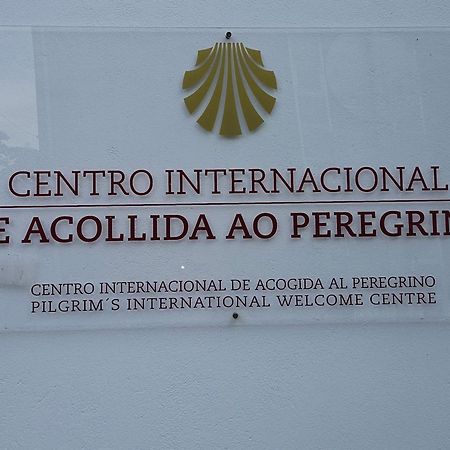 CENTRO INTERNACIONAL
E ACOLLIDA AO PEREGRIN
CENTRO INTERNACIONAL DE ACOGIDA AL PEREGRINO
PILGRIM´S INTERNATIONAL WELCOME CENTRE